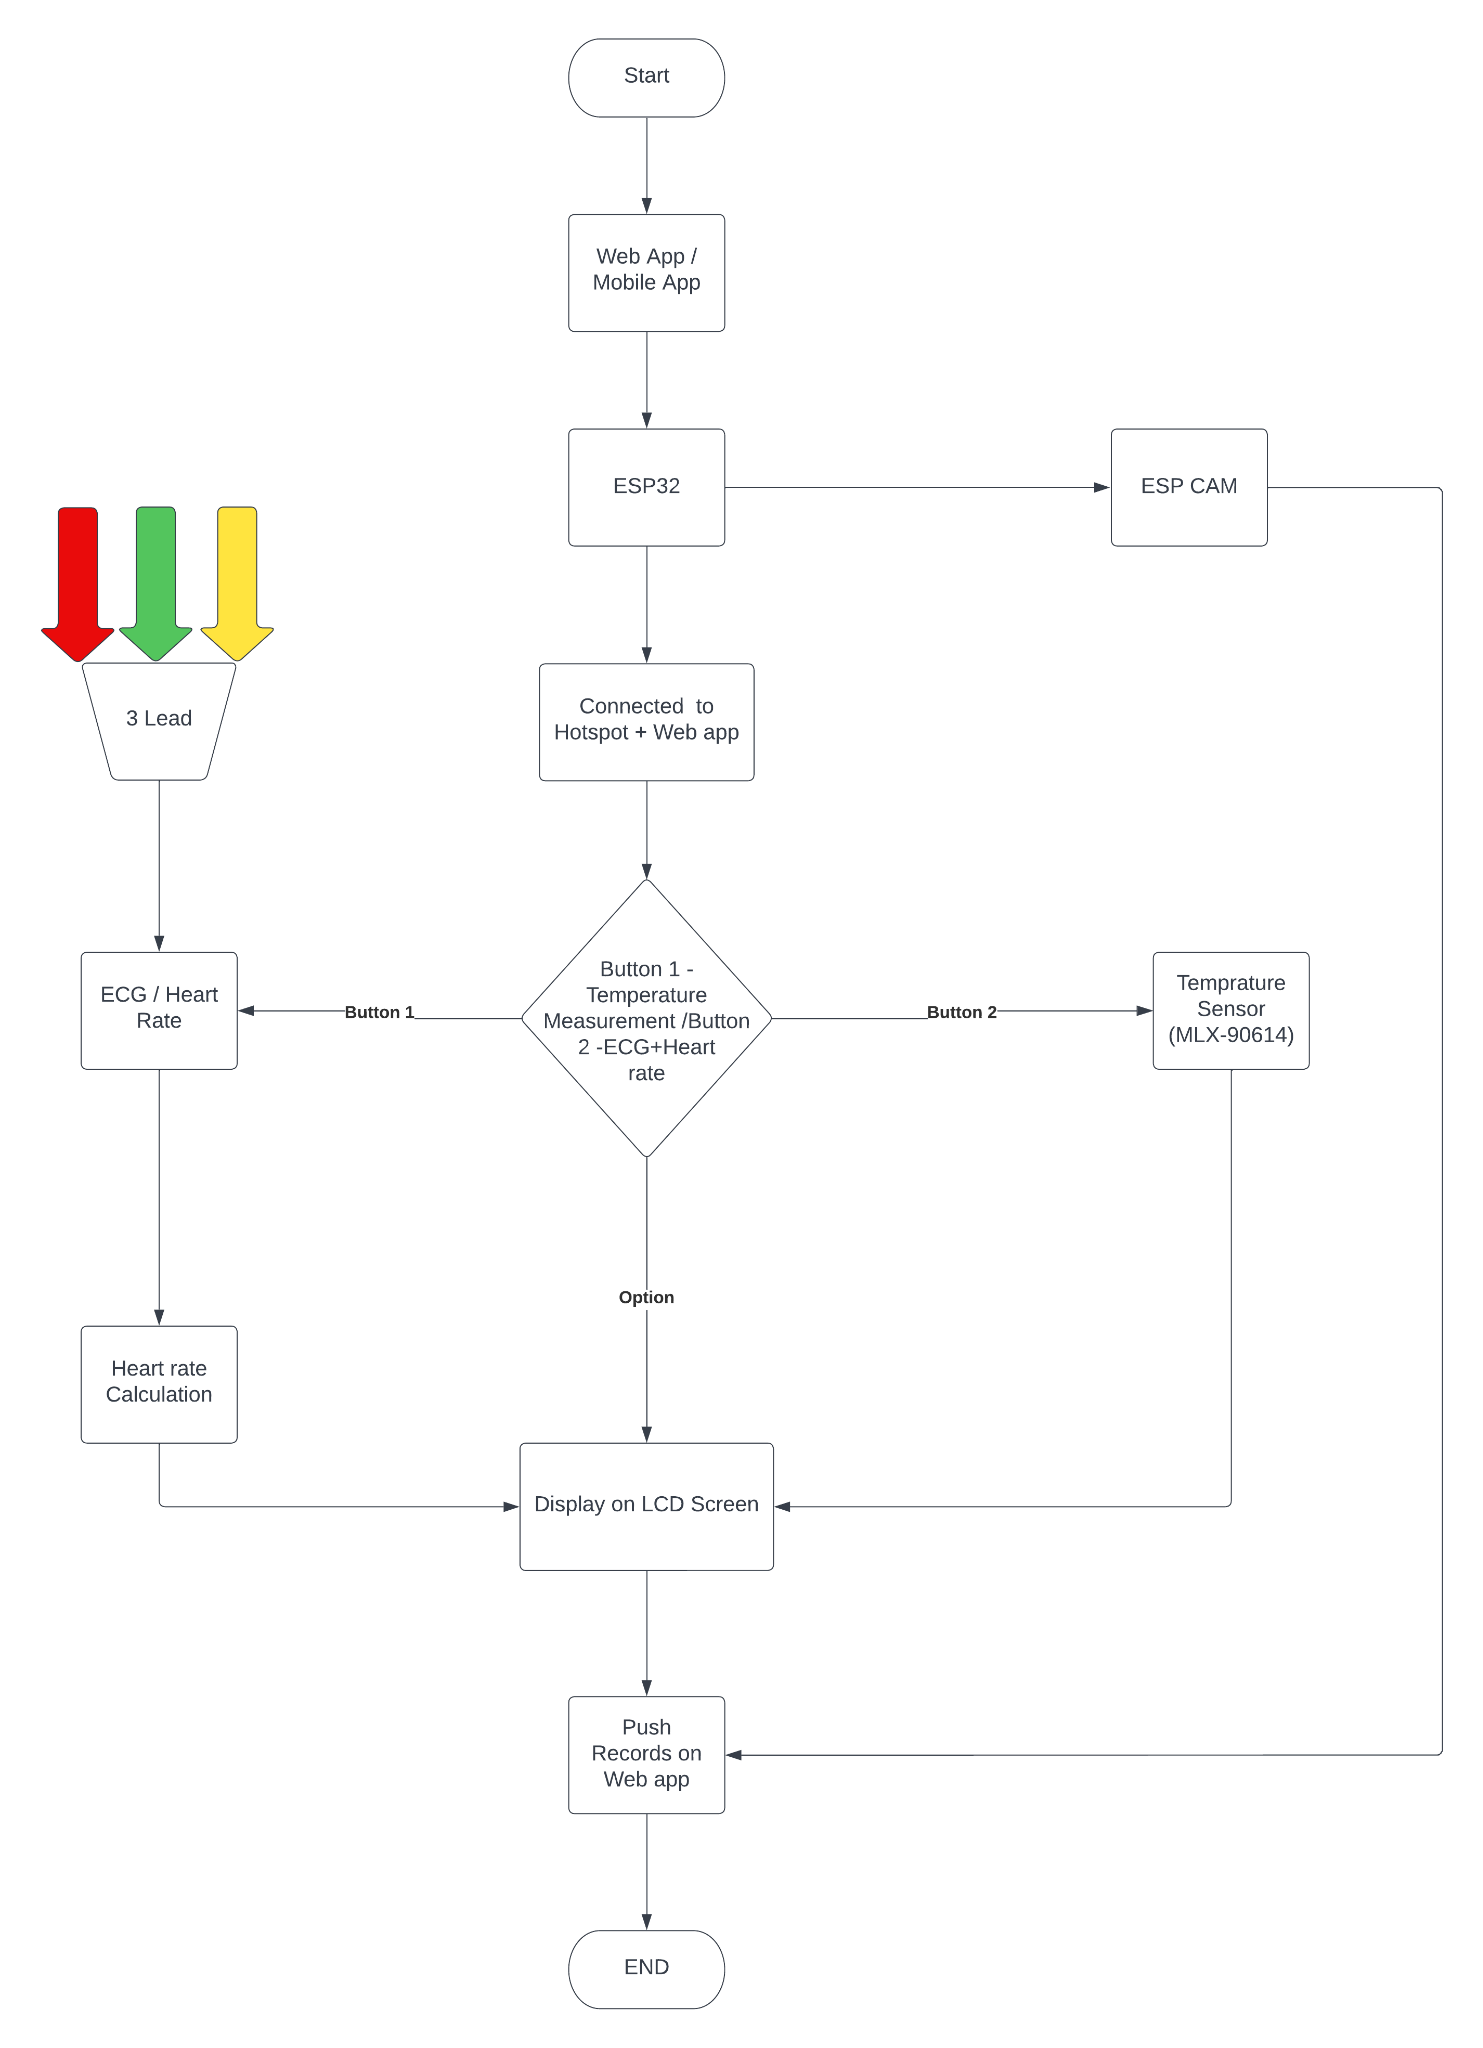 Start
Web App /
Mobile App
ESP32
ESP CAM
3 Lead
Connected  to
Hotspot + Web app
ECG / Heart
Rate
Button 1
Button 1 -
Temperature
Measurement /Button
2 -ECG+Heart
rate
Button 2
Temprature
Sensor
(MLX-90614)
Option
Heart rate
Calculation
Display on LCD Screen
Push
Records on
Web app
END